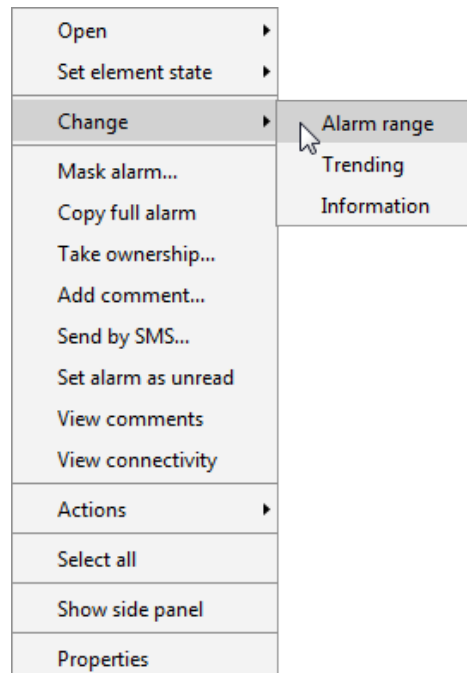 Open
Set element state
Change
Alarm range
Trending
Information
Mask alarm...
Copy full alarm
Take ownership...
Add comment...
Send by SMS...
Set alarm as unread
View comments
View connectivity
Actions
Select all
Show side panel
Properties